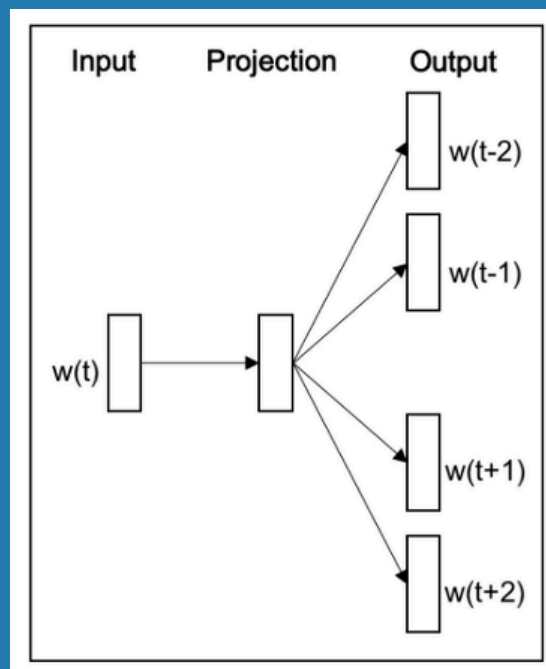 Input Projection Output
w(t-2)
w(t-1)
w(t)
w(t+1)
w(t+2)